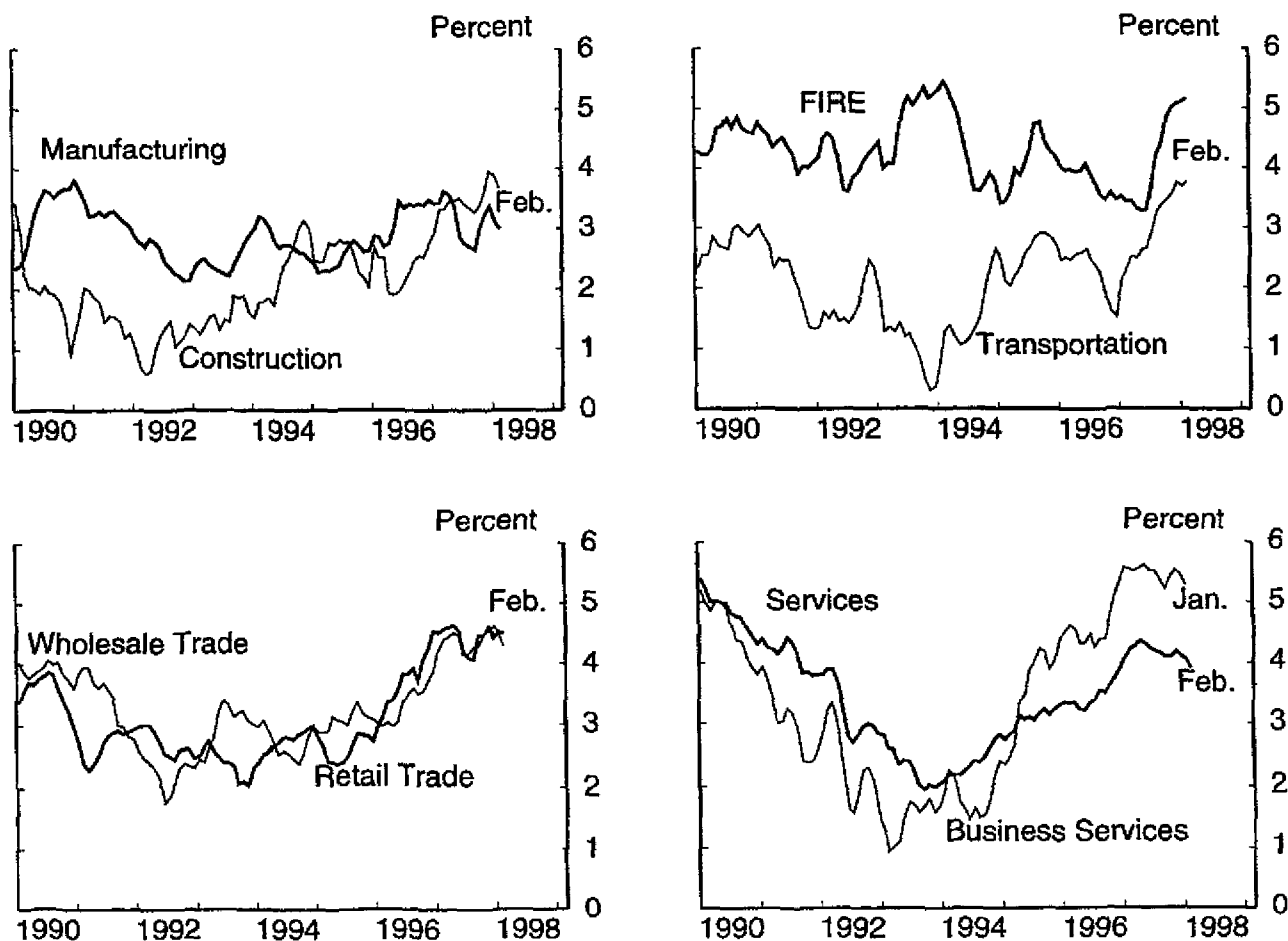 Percent
6
5
4
3
2
1
0
Manufacturing
Feb.
Construction
1990 1992 1994 1996 1998
Percent
6
5
4
3
2
1
0
FIRE
Feb.
Transportation
1990 1992 1994 1996 1998
Percent
6
5
4
3
2
1
0
Feb.
Wholesale Trade
Retail Trade
1990 1992 1994 1996 1998
Percent
6
5
4
3
2
1
0
Services
Jan.
Feb.
Business Services
1990 1992 1994 1996 1998